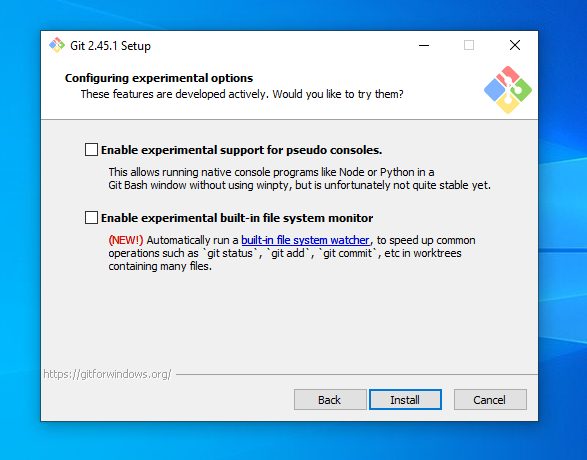 Git 2.45.1 Setup
Configuring experimental options
These features are developed actively. Would you like to try them?
Enable experimental support for pseudo consoles.
This allows running native console programs like Node or Python in a
Git Bash window without using winpty, but is unfortunately not quite stable yet.
Enable experimental built-in file system monitor
(NEW!) Automatically run a built-in file system watcher, to speed up common
operations such as `git status`, `git add`, `git commit`, etc in worktrees
containing many files.
https://gitforwindows.org/
Back Install Cancel